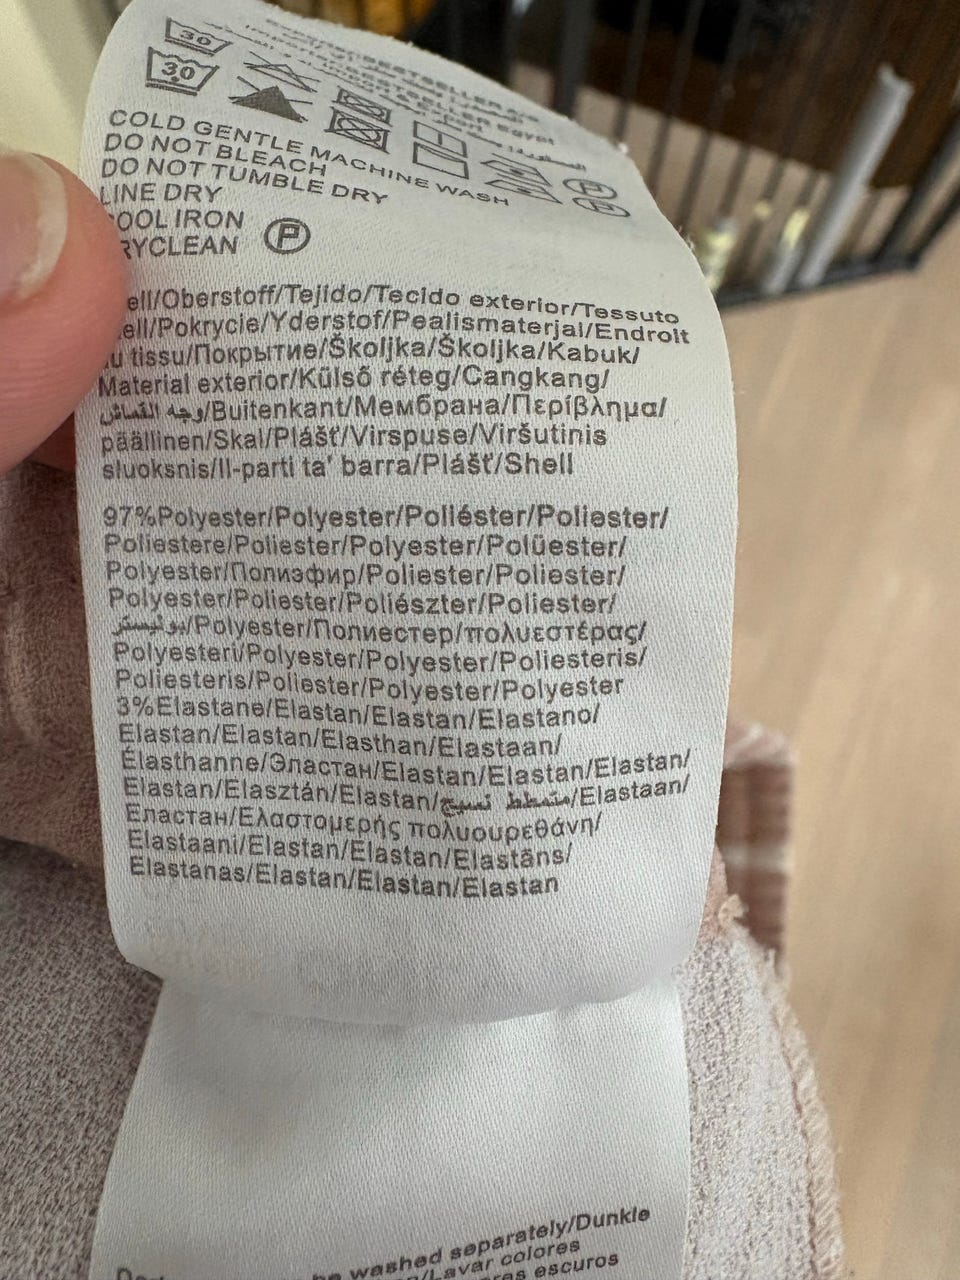 30
30
COLD GENTLE MACHINE WASH
DO NOT BLEACH
DO NOT TUMBLE DRY
LINE DRY
OOL IRON
RYCLEAN P
ell/Oberstoff/Tejido/Tecido exterior/Tessuto
ell/Pokrycie/Yderstof/Pealismaterjal/Endroit
u tissu/Покрытие/Školjka/Školjka/Kabuk/
Material exterior/Külső réteg/Cangkang/
وجه القماش/Buitenkant/Мембрана/Περίβλημα/
päällinen/Skal/Plášť/Virspuse/Viršutinis
sluoksnis/Il-parti ta' barra/Plášť/Shell
97%Polyester/Polyester/Poliéster/Poliester/
Poliestere/Poliester/Polyester/Polüester/
Polyester/Полиэфир/Poliester/Poliester/
Polyester/Poliester/Poliészter/Poliester/
بوليستر/Polyester/Полиестер/πολυεστέρας/
Polyesteri/Polyester/Polyester/Poliesteris/
Poliesteris/Poliester/Polyester/Polyester
3%Elastane/Elastan/Elastan/Elastano/
Elastan/Elastan/Elasthan/Elastaan/
Élasthanne/Эластан/Elastan/Elastan/Elastan/
Elastan/Elasztán/Elastan/متمطط نسيج/Elastaan/
Еластан/Ελαστομερής πολυουρεθάνη/
Elastaani/Elastan/Elastan/Elastāns/
Elastanas/Elastan/Elastan/Elastan
be washed separately/Dunkle
/Lavar colores
escuros